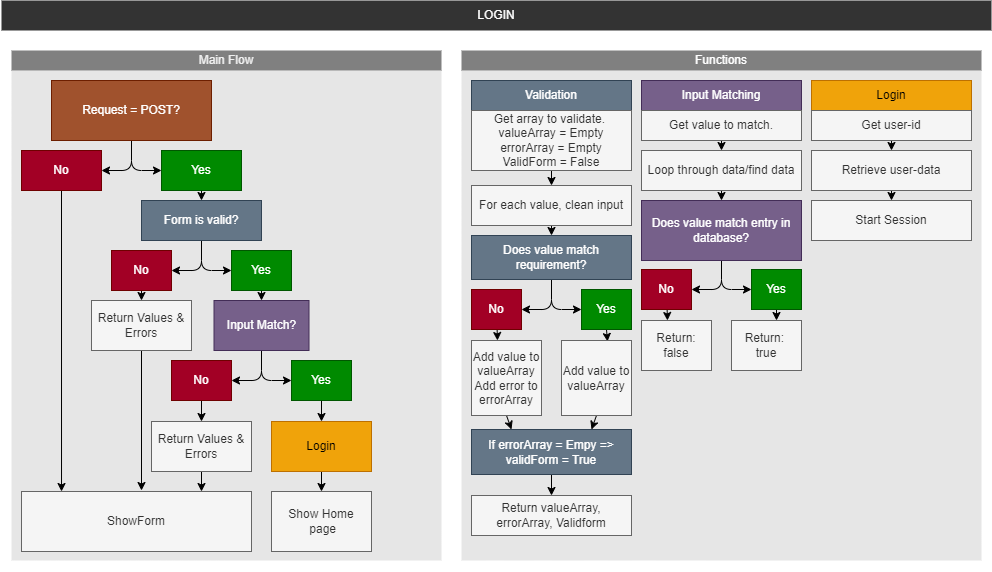 LOGIN
Main Flow
Request = POST?
No
Yes
Form is valid?
No
Yes
Return Values &
Errors
Input Match?
No
Yes
Return Values &
Errors
Login
ShowForm
Show Home
page
Functions
Validation
Get array to validate.
valueArray = Empty
errorArray = Empty
ValidForm = False
For each value, clean input
Does value match
requirement?
No
Yes
Add value to
valueArray
Add error to
errorArray
Add value to
valueArray
If errorArray = Empy =>
validForm = True
Return valueArray,
errorArray, Validform
Input Matching
Get value to match.
Loop through data/find data
Does value match entry in
database?
No
Yes
Return:
false
Return:
true
Login
Get user-id
Retrieve user-data
Start Session